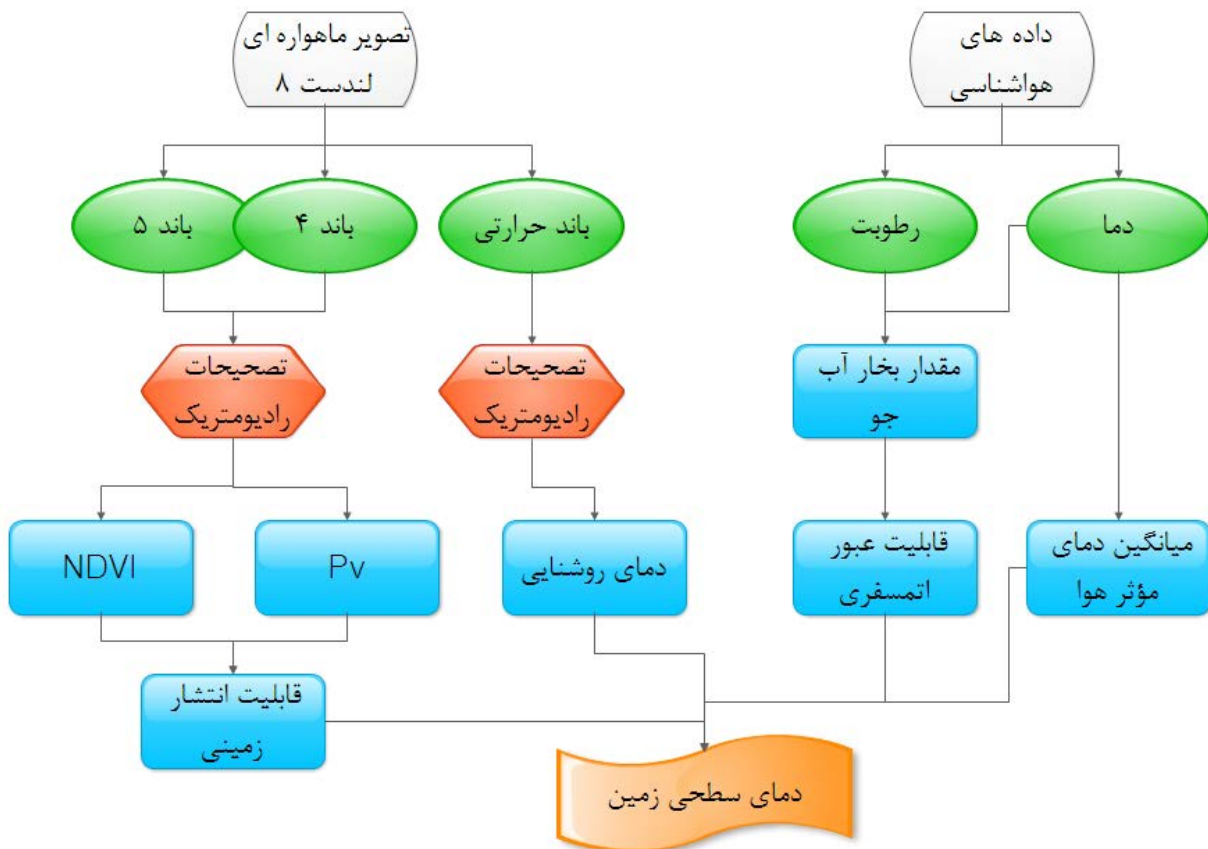 داده های
هواشناسی
تصویر ماهواره ای
لندست ۸
دما
رطوبت
باند حرارتی
باند ۴
باند ۵
مقدار بخار آب
جو
تصحیحات
رادیومتریک
تصحیحات
رادیومتریک
میانگین دمای
مؤثر هوا
قابلیت عبور
اتمسفری
دمای روشنایی
Pv
NDVI
قابلیت انتشار
زمینی
دمای سطحی زمین